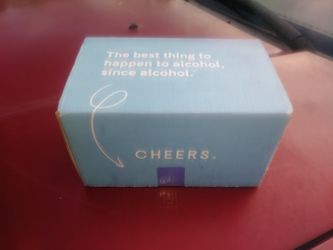 The best thing to
happen to alcohol,
since alcohol.
CHEERS.